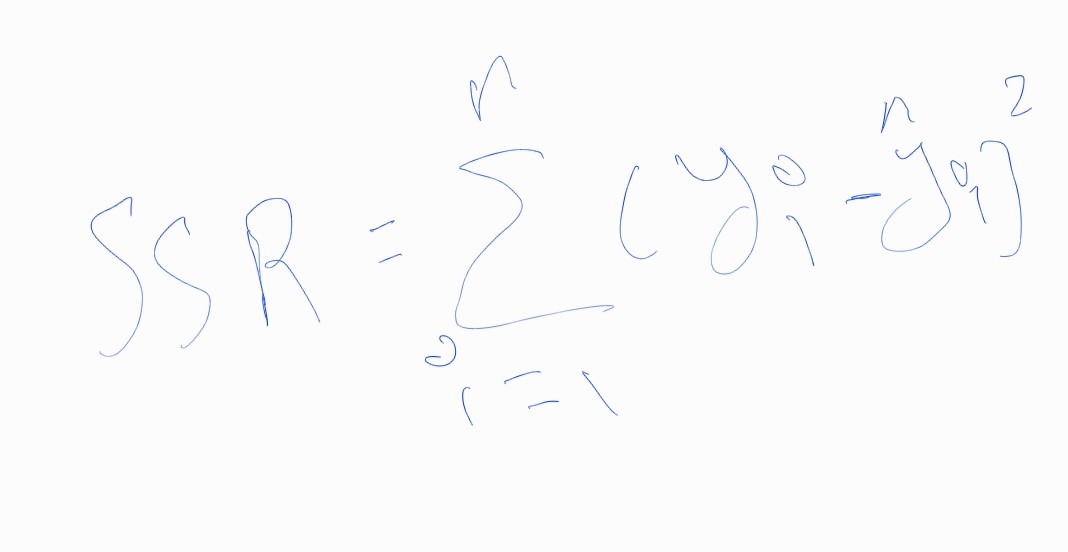 SSR = \sum_{i=1}^{n} (y_i - \hat{y}_i)^2